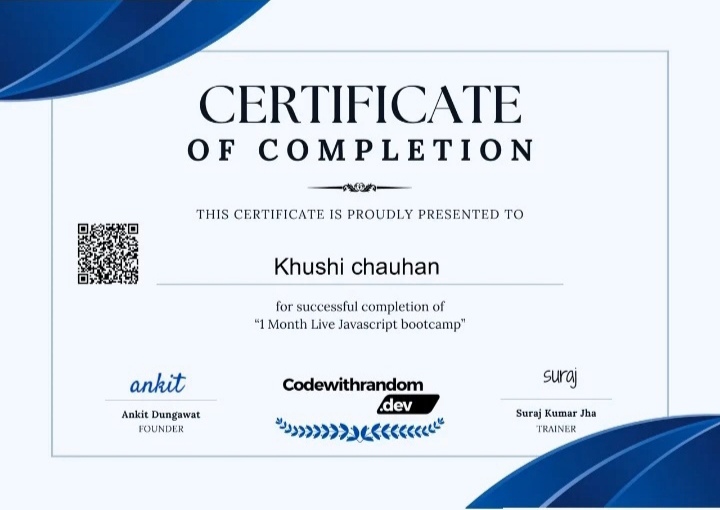 CERTIFICATE
OF COMPLETION
THIS CERTIFICATE IS PROUDLY PRESENTED TO
Khushi chauhan
for successful completion of
“1 Month Live Javascript bootcamp”
ankit
Ankit Dungawat
FOUNDER
Codewithrandom
.dev
suraj
Suraj Kumar Jha
TRAINER